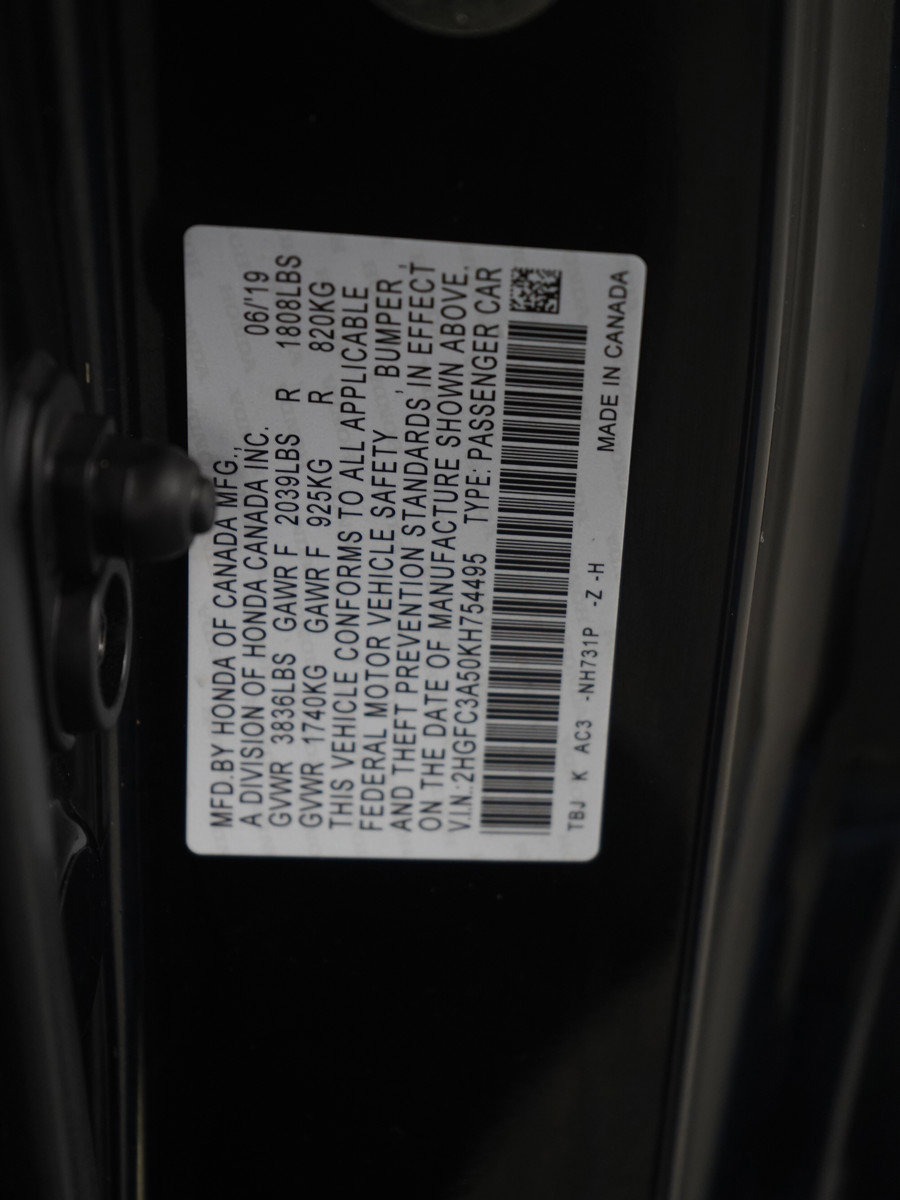 MFD.BY HONDA OF CANADA MFG.,
A DIVISION OF HONDA CANADA INC. 06/'19
GVWR 3836LBS GAWR F 2039LBS R 1808LBS
GVWR 1740KG GAWR F 925KG R 820KG
THIS VEHICLE CONFORMS TO ALL APPLICABLE
FEDERAL MOTOR VEHICLE SAFETY , BUMPER ,
AND THEFT PREVENTION STANDARDS IN EFFECT
ON THE DATE OF MANUFACTURE SHOWN ABOVE.
V.I.N.:2HGFC3A50KH754495 TYPE: PASSENGER CAR
TBJ K AC3 -NH731P -Z -H MADE IN CANADA